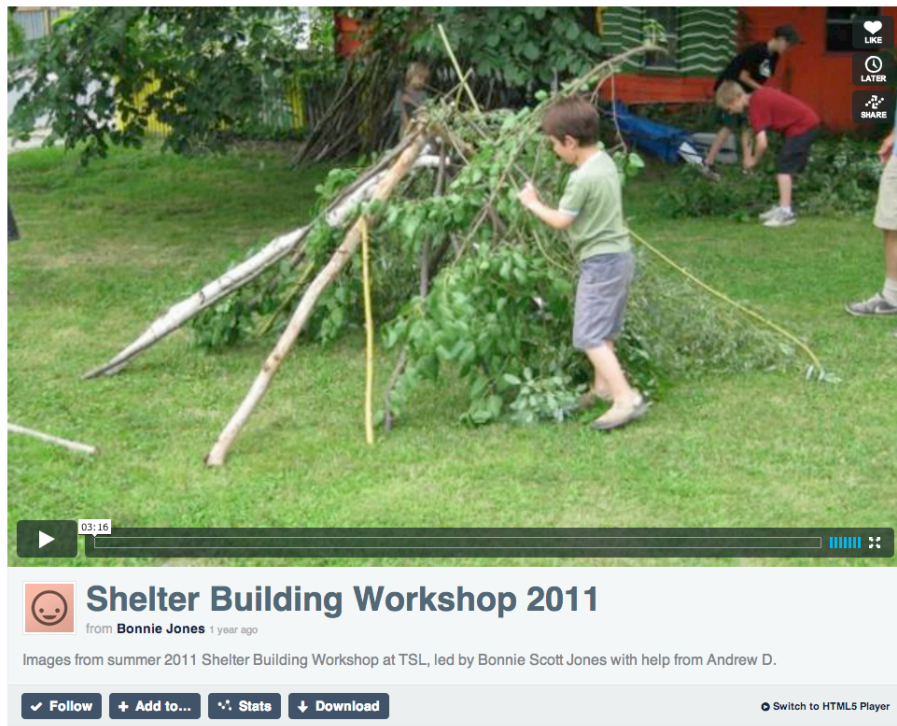 LIKE
LATER
SHARE
03:16
Shelter Building Workshop 2011
from Bonnie Jones 1 year ago
Images from summer 2011 Shelter Building Workshop at TSL, led by Bonnie Scott Jones with help from Andrew D.
Follow Add to... Stats Download Switch to HTML5 Player